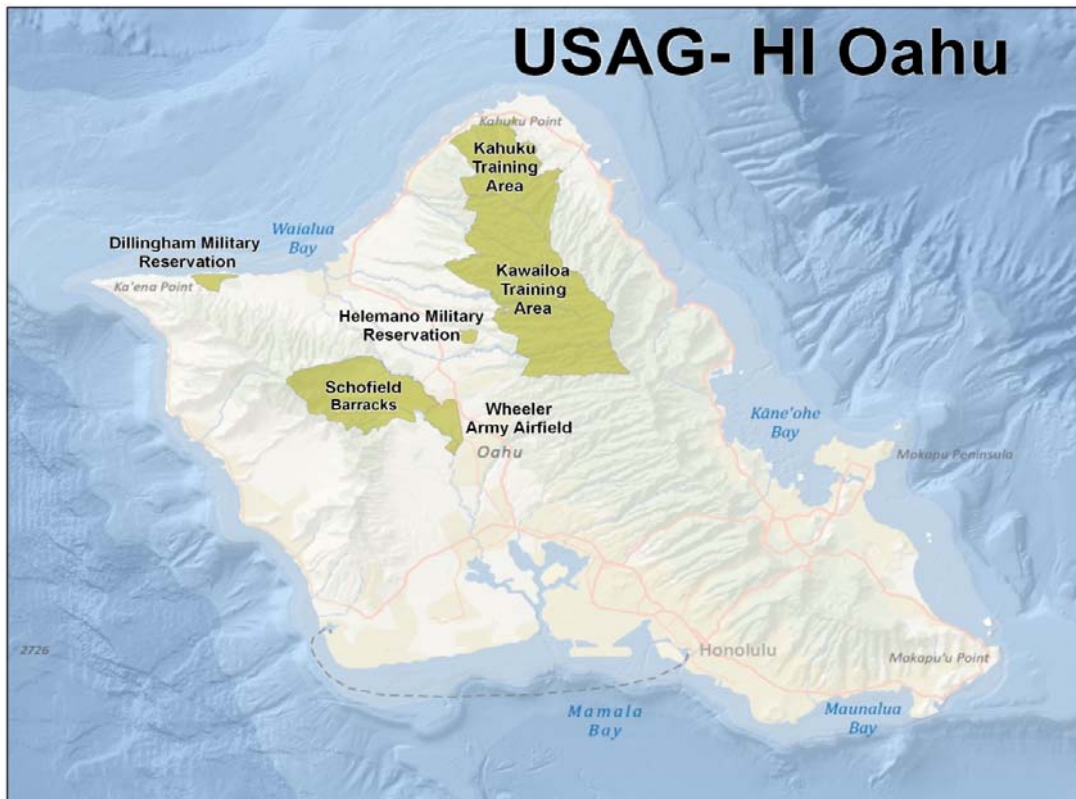 USAG- HI Oahu
Kahuku Point
Kahuku
Training
Area
Waialua
Bay
Dillingham Military
Reservation
Ka'ena Point
Kawailoa
Training
Area
Helemano Military
Reservation
Schofield
Barracks
Wheeler
Army Airfield
Oahu
Kāne'ohe
Bay
Mokapu Peninsula
2726
Honolulu
Makapu'u Point
Mamala
Bay
Maunalua
Bay